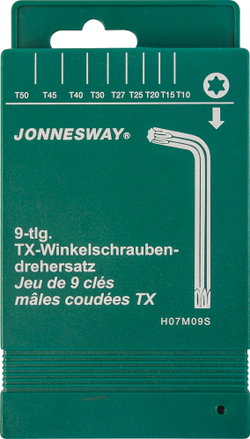 T50 T45 T40 T30 T27 T25 T20 T15 T10
JONNESWAY®
9-tlg.
TX-Winkelschrauben-
drehersatz
Jeu de 9 clés
mâles coudées TX
H07M09S